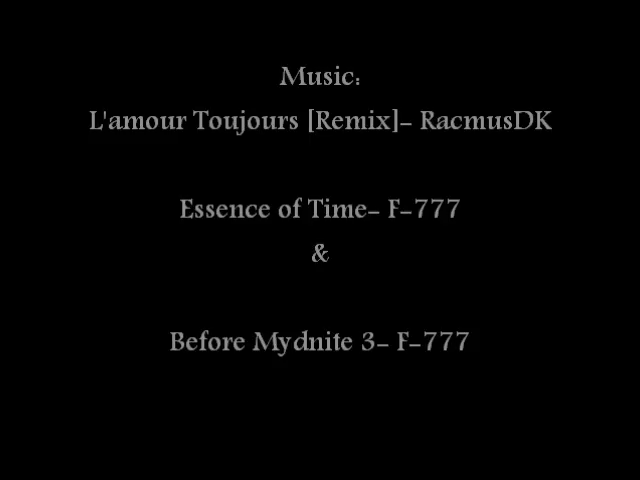 Music:
L'amour Toujours [Remix]- RacmusDK
Essence of Time- F-777
&
Before Mydnite 3- F-777